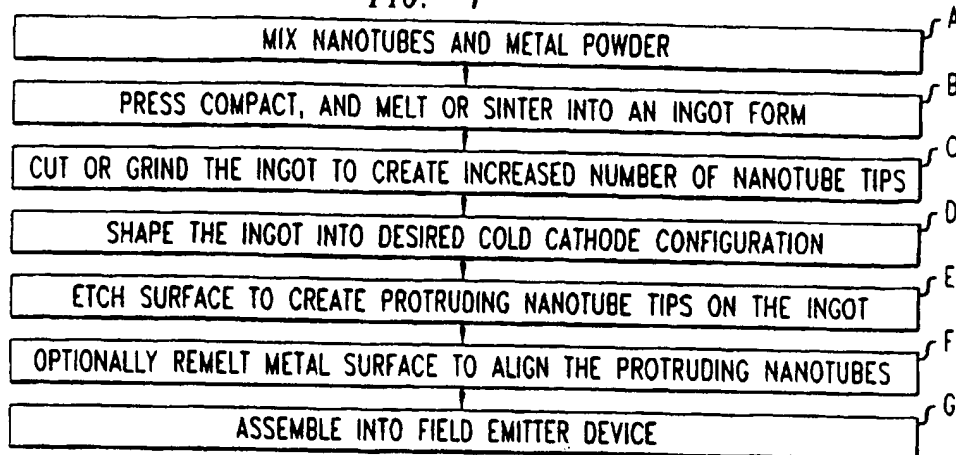 FIG. 1
A
MIX NANOTUBES AND METAL POWDER
B
PRESS COMPACT, AND MELT OR SINTER INTO AN INGOT FORM
C
CUT OR GRIND THE INGOT TO CREATE INCREASED NUMBER OF NANOTUBE TIPS
D
SHAPE THE INGOT INTO DESIRED COLD CATHODE CONFIGURATION
E
ETCH SURFACE TO CREATE PROTRUDING NANOTUBE TIPS ON THE INGOT
F
OPTIONALLY REMELT METAL SURFACE TO ALIGN THE PROTRUDING NANOTUBES
G
ASSEMBLE INTO FIELD EMITTER DEVICE